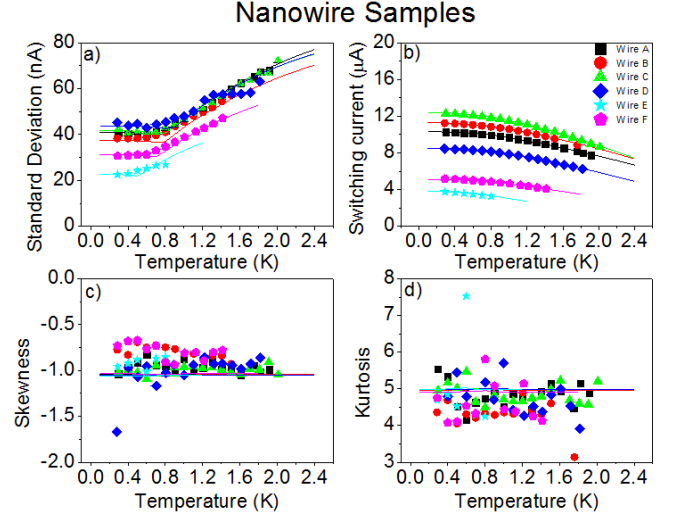 Nanowire Samples
a)
Standard Deviation (nA)
80
60
40
20
0
0.0 0.4 0.8 1.2 1.6 2.0 2.4
Temperature (K)
b)
Switching current (μA)
20
16
12
8
4
0
Wire A
Wire B
Wire C
Wire D
Wire E
Wire F
0.0 0.4 0.8 1.2 1.6 2.0 2.4
Temperature (K)
c)
Skewness
0.0
-0.5
-1.0
-1.5
-2.0
0.0 0.4 0.8 1.2 1.6 2.0 2.4
Temperature (K)
d)
Kurtosis
8
7
6
5
4
3
0.0 0.4 0.8 1.2 1.6 2.0 2.4
Temperature (K)